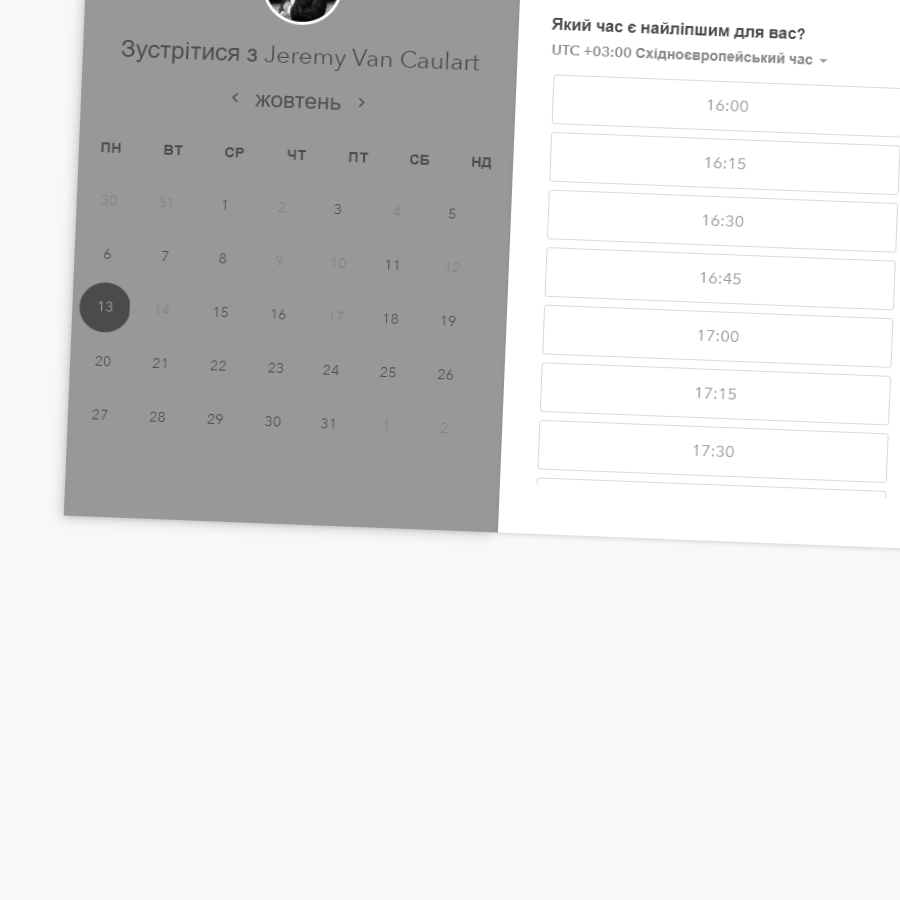 Зустрітися з Jeremy Van Caulart
жовтень
ПН ВТ СР ЧТ ПТ СБ НД
30 31 1 2 3 4 5
6 7 8 9 10 11 12
13 14 15 16 17 18 19
20 21 22 23 24 25 26
27 28 29 30 31 1 2
Який час є найліпшим для вас?
UTC +03:00 Східноєвропейський час
16:00
16:15
16:30
16:45
17:00
17:15
17:30